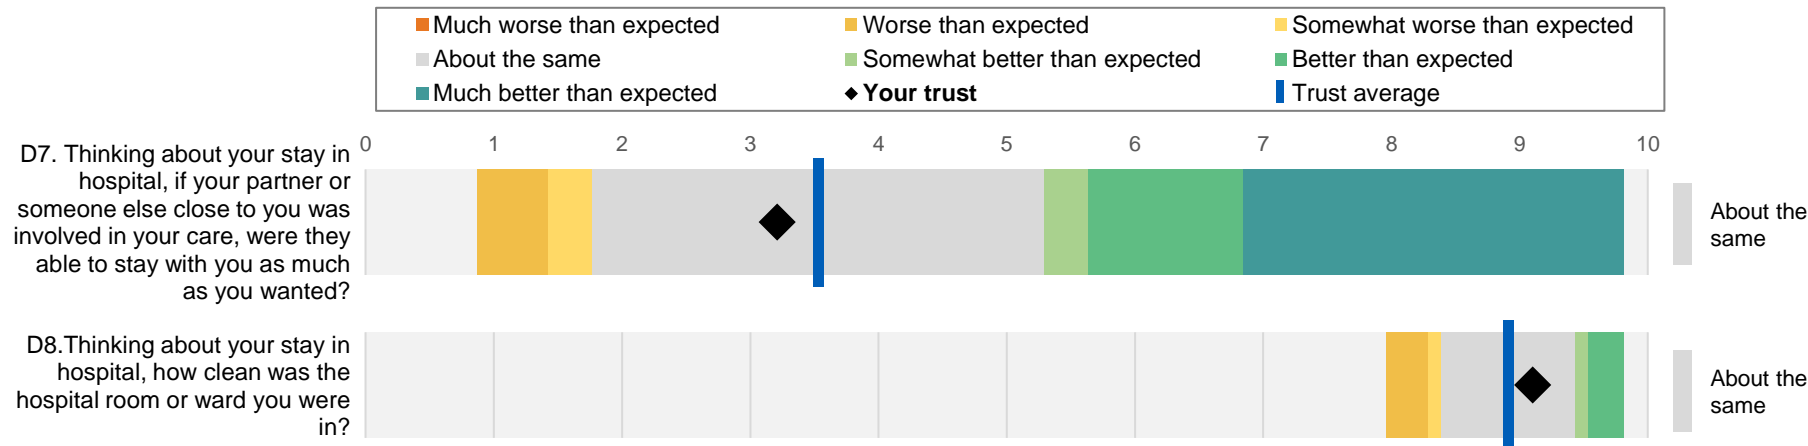 Much worse than expected
Worse than expected
Somewhat worse than expected
About the same
Somewhat better than expected
Better than expected
Much better than expected
Your trust
Trust average
0 1 2 3 4 5 6 7 8 9 10
D7. Thinking about your stay in
hospital, if your partner or
someone else close to you was
involved in your care, were they
able to stay with you as much
as you wanted?
About the
same
D8.Thinking about your stay in
hospital, how clean was the
hospital room or ward you were
in?
About the
same